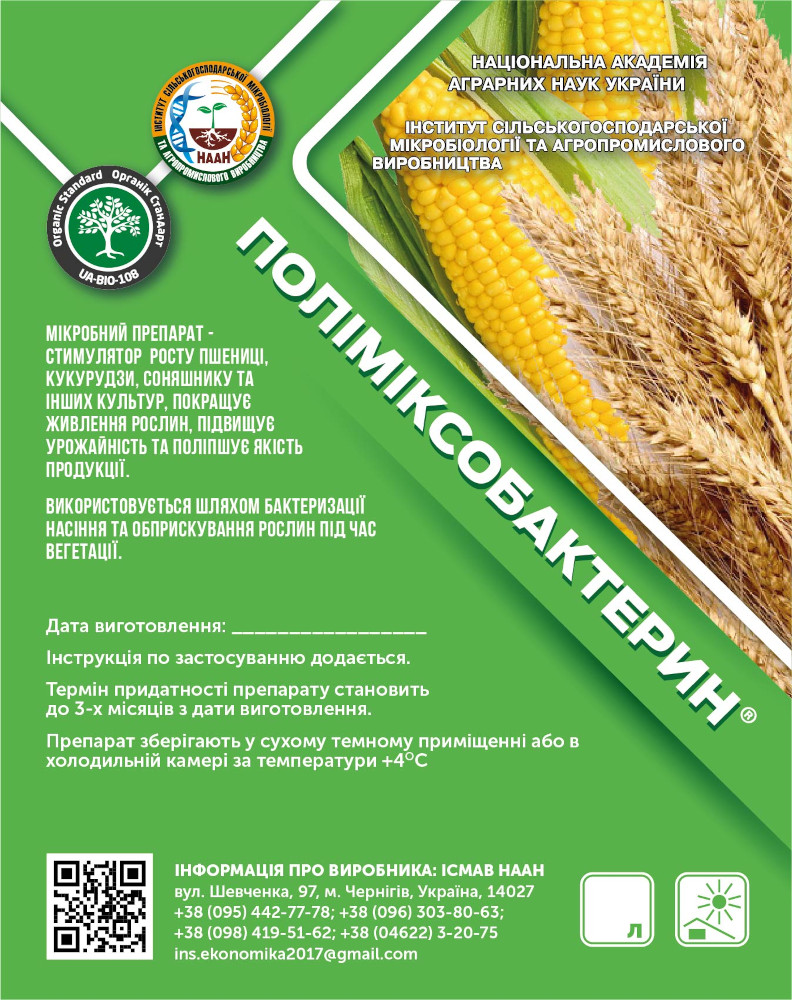 НАЦІОНАЛЬНА АКАДЕМІЯ
АГРАРНИХ НАУК УКРАЇНИ
ІНСТИТУТ СІЛЬСЬКОГОСПОДАРСЬКОЇ
МІКРОБІОЛОГІЇ ТА АГРОПРОМИСЛОВОГО
ВИРОБНИЦТВА
ІНСТИТУТ СІЛЬСЬКОГОСПОДАРСЬКОЇ МІКРОБІОЛОГІЇ
ТА АГРОПРОМИСЛОВОГО ВИРОБНИЦТВА
НААН
Organic Standard Органік Стандарт
UA-BIO-108
ПОЛІМІКСОБАКТЕРИН®
МІКРОБНИЙ ПРЕПАРАТ -
СТИМУЛЯТОР РОСТУ ПШЕНИЦІ,
КУКУРУДЗИ, СОНЯШНИКУ ТА
ІНШИХ КУЛЬТУР, ПОКРАЩУЄ
ЖИВЛЕННЯ РОСЛИН, ПІДВИЩУЄ
УРОЖАЙНІСТЬ ТА ПОЛІПШУЄ ЯКІСТЬ
ПРОДУКЦІЇ.
ВИКОРИСТОВУЄТЬСЯ ШЛЯХОМ БАКТЕРИЗАЦІЇ
НАСІННЯ ТА ОБПРИСКУВАННЯ РОСЛИН ПІД ЧАС
ВЕГЕТАЦІЇ.
Дата виготовлення: _________________
Інструкція по застосуванню додається.
Термін придатності препарату становить
до 3-х місяців з дати виготовлення.
Препарат зберігають у сухому темному приміщенні або в
холодильній камері за температури +4°С
ІНФОРМАЦІЯ ПРО ВИРОБНИКА: ІСМАВ НААН
вул. Шевченка, 97, м. Чернігів, Україна, 14027
+38 (095) 442-77-78; +38 (096) 303-80-63;
+38 (098) 419-51-62; +38 (04622) 3-20-75
ins.ekonomika2017@gmail.com
л